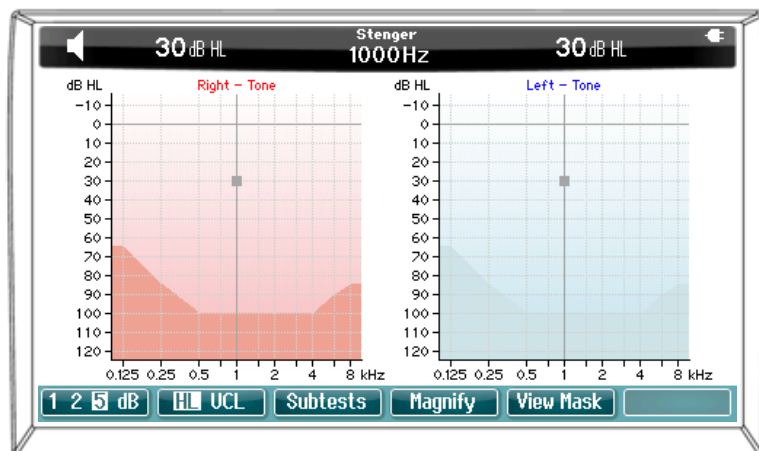 Stenger
30 dB HL 1000Hz 30 dB HL
dB HL Right - Tone dB HL Left - Tone
-10 -10
0 0
10 10
20 20
30 30
40 40
50 50
60 60
70 70
80 80
90 90
100 100
110 110
120 120
0.125 0.25 0.5 1 2 4 8 kHz 0.125 0.25 0.5 1 2 4 8 kHz
1 2 5 dB HL UCL Subtests Magnify View Mask